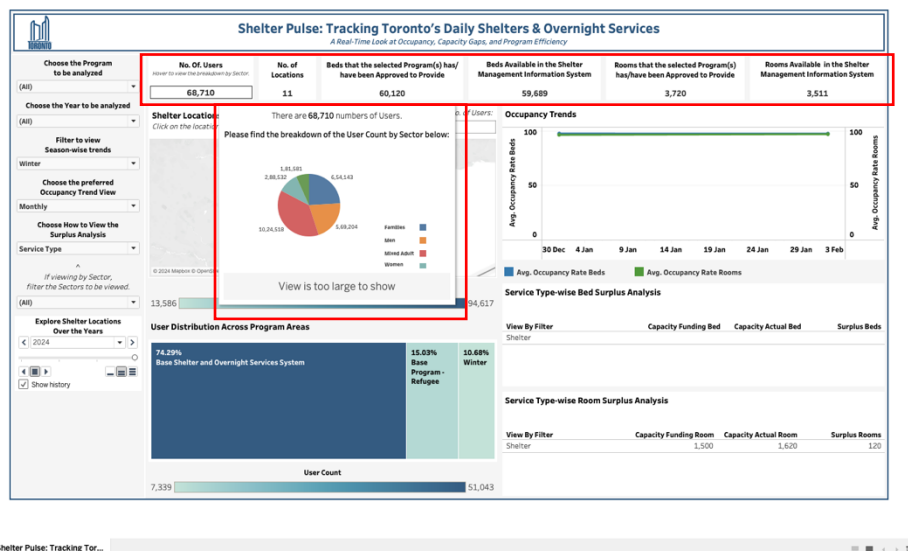 Shelter Pulse: Tracking Toronto's Daily Shelters & Overnight Services
A Real-Time Look at Occupancy, Capacity Gaps, and Program Efficiency
TORONTO
Choose the Program
to be analyzed
(All)
Choose the Year to be analyzed
(All)
Filter to view
Season-wise trends
Winter
Choose the preferred
Occupancy Trend View
Monthly
Choose How to View the
Surplus Analysis
Service Type
^
If viewing by Sector,
filter the Sectors to be viewed.
(All)
Explore Shelter Locations
Over the Years
2024
Show history
No. Of. Users
Hover to view the breakdown by Sector.
68,710
No. of
Locations
11
Beds that the selected Program(s) has/
have been Approved to Provide
60,120
Beds Available in the Shelter
Management Information System
59,689
Rooms that the selected Program(s)
has/have been Approved to Provide
3,720
Rooms Available in the Shelter
Management Information System
3,511
Shelter Location
Click on the location
o. of Users:
There are 68,710 numbers of Users.
Please find the breakdown of the User Count by Sector below:
1,81,581
2,88,532
6,54,143
10,24,518
5,69,204
Families
Men
Mixed Adult
Women
View is too large to show
© 2024 Mapbox © OpenStr
13,586
94,617
User Distribution Across Program Areas
74.29%
Base Shelter and Overnight Services System
15.03%
Base
Program -
Refugee
10.68%
Winter
User Count
7,339
51,043
Occupancy Trends
100
50
0
Avg. Occupancy Rate Beds
100
50
0
Avg. Occupancy Rate Rooms
30 Dec 4 Jan 9 Jan 14 Jan 19 Jan 24 Jan 29 Jan 3 Feb
Avg. Occupancy Rate Beds Avg. Occupancy Rate Rooms
Service Type-wise Bed Surplus Analysis
View By Filter Capacity Funding Bed Capacity Actual Bed Surplus Beds
Shelter
Service Type-wise Room Surplus Analysis
View By Filter Capacity Funding Room Capacity Actual Room Surplus Rooms
Shelter 1,500 1,620 120
Shelter Pulse: Tracking Tor...